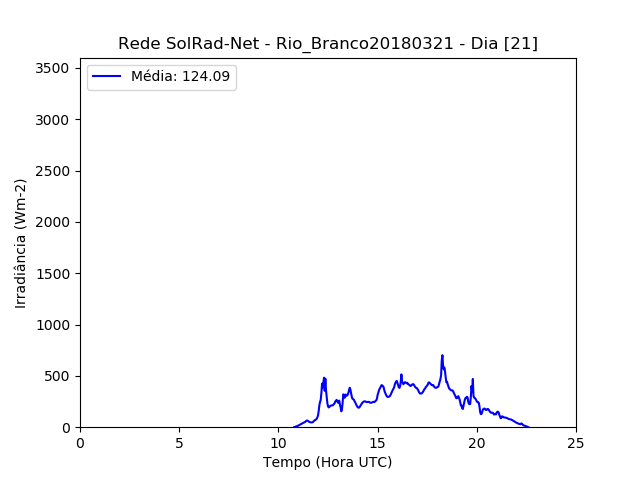 Rede SolRad-Net - Rio_Branco20180321 - Dia [21]
Média: 124.09
3500
3000
2500
2000
1500
1000
500
0
Irradiância (Wm-2)
0 5 10 15 20 25
Tempo (Hora UTC)